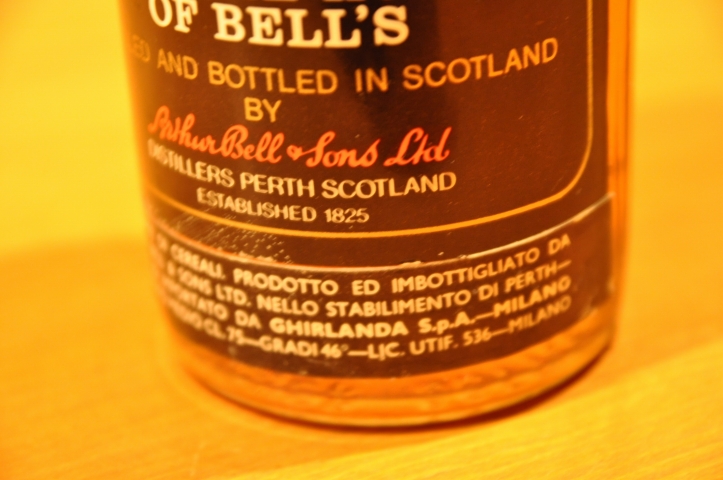 OF BELL'S
ED AND BOTTLED IN SCOTLAND
BY
Arthur Bell & Sons Ltd
DISTILLERS PERTH SCOTLAND
ESTABLISHED 1825
DI CEREALI. PRODOTTO ED IMBOTTIGLIATO DA
& SONS LTD. NELLO STABILIMENTO DI PERTH—
PORTATO DA GHIRLANDA S.p.A.—MILANO
CL. 75—GRADI 46°—LIC. UTIF. 536—MILANO